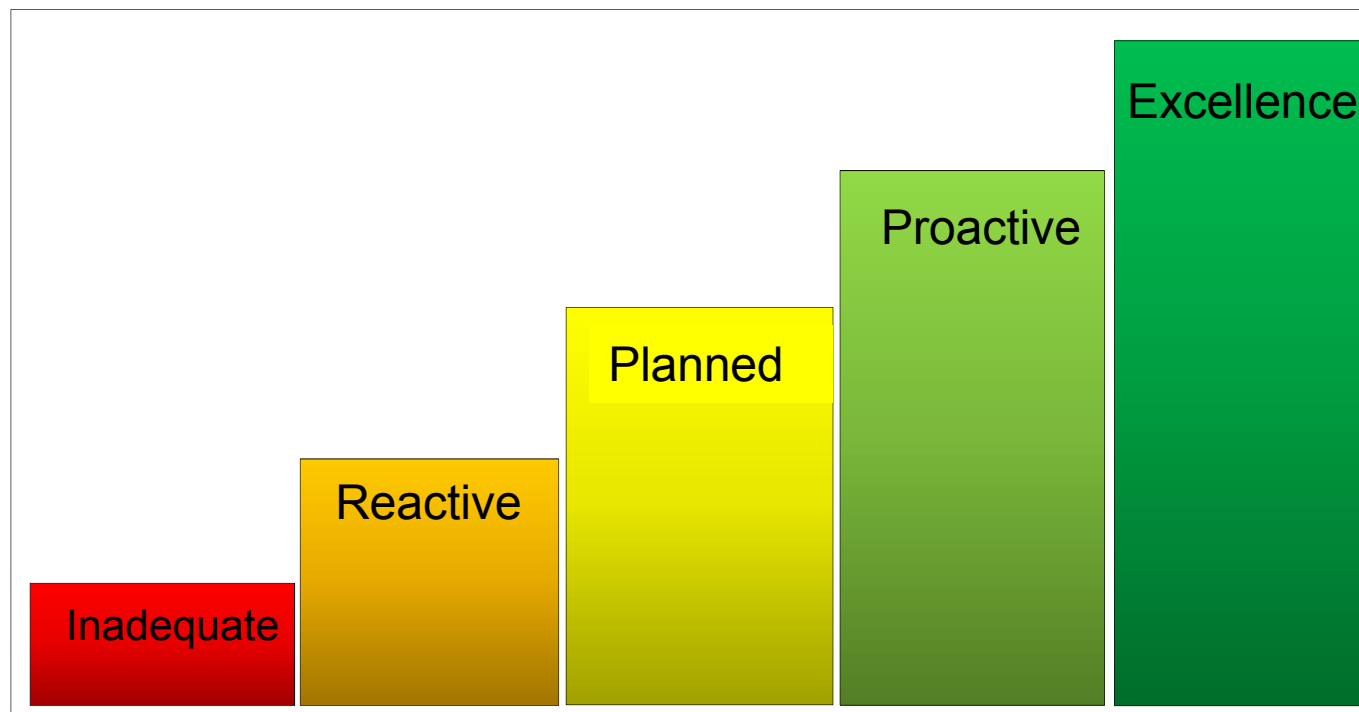 Inadequate
Reactive
Planned
Proactive
Excellence